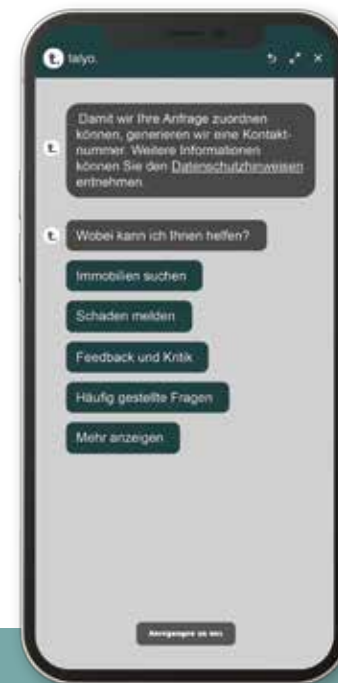 t. talyo.
Damit wir Ihre Anfrage zuordnen
können, generieren wir eine Kontakt-
nummer. Weitere Informationen
können Sie den Datenschutzhinweisen
entnehmen.
t.
t. Wobei kann ich Ihnen helfen?
Immobilien suchen
Schaden melden
Feedback und Kritik
Häufig gestellte Fragen
Mehr anzeigen